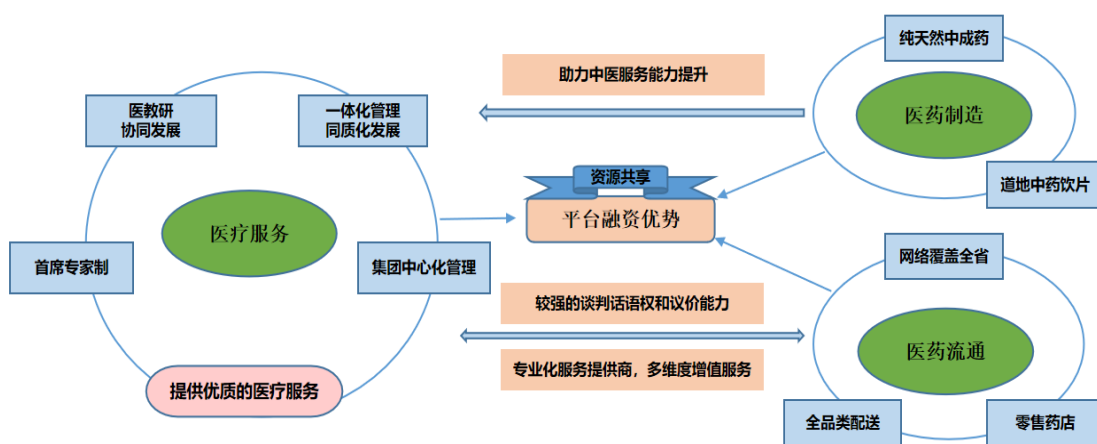 医教研
协同发展
一体化管理
同质化发展
医疗服务
首席专家制
集团中心化管理
提供优质的医疗服务
助力中医服务能力提升
资源共享
平台融资优势
较强的谈判话语权和议价能力
专业化服务提供商，多维度增值服务
纯天然中成药
医药制造
道地中药饮片
网络覆盖全省
医药流通
全品类配送
零售药店